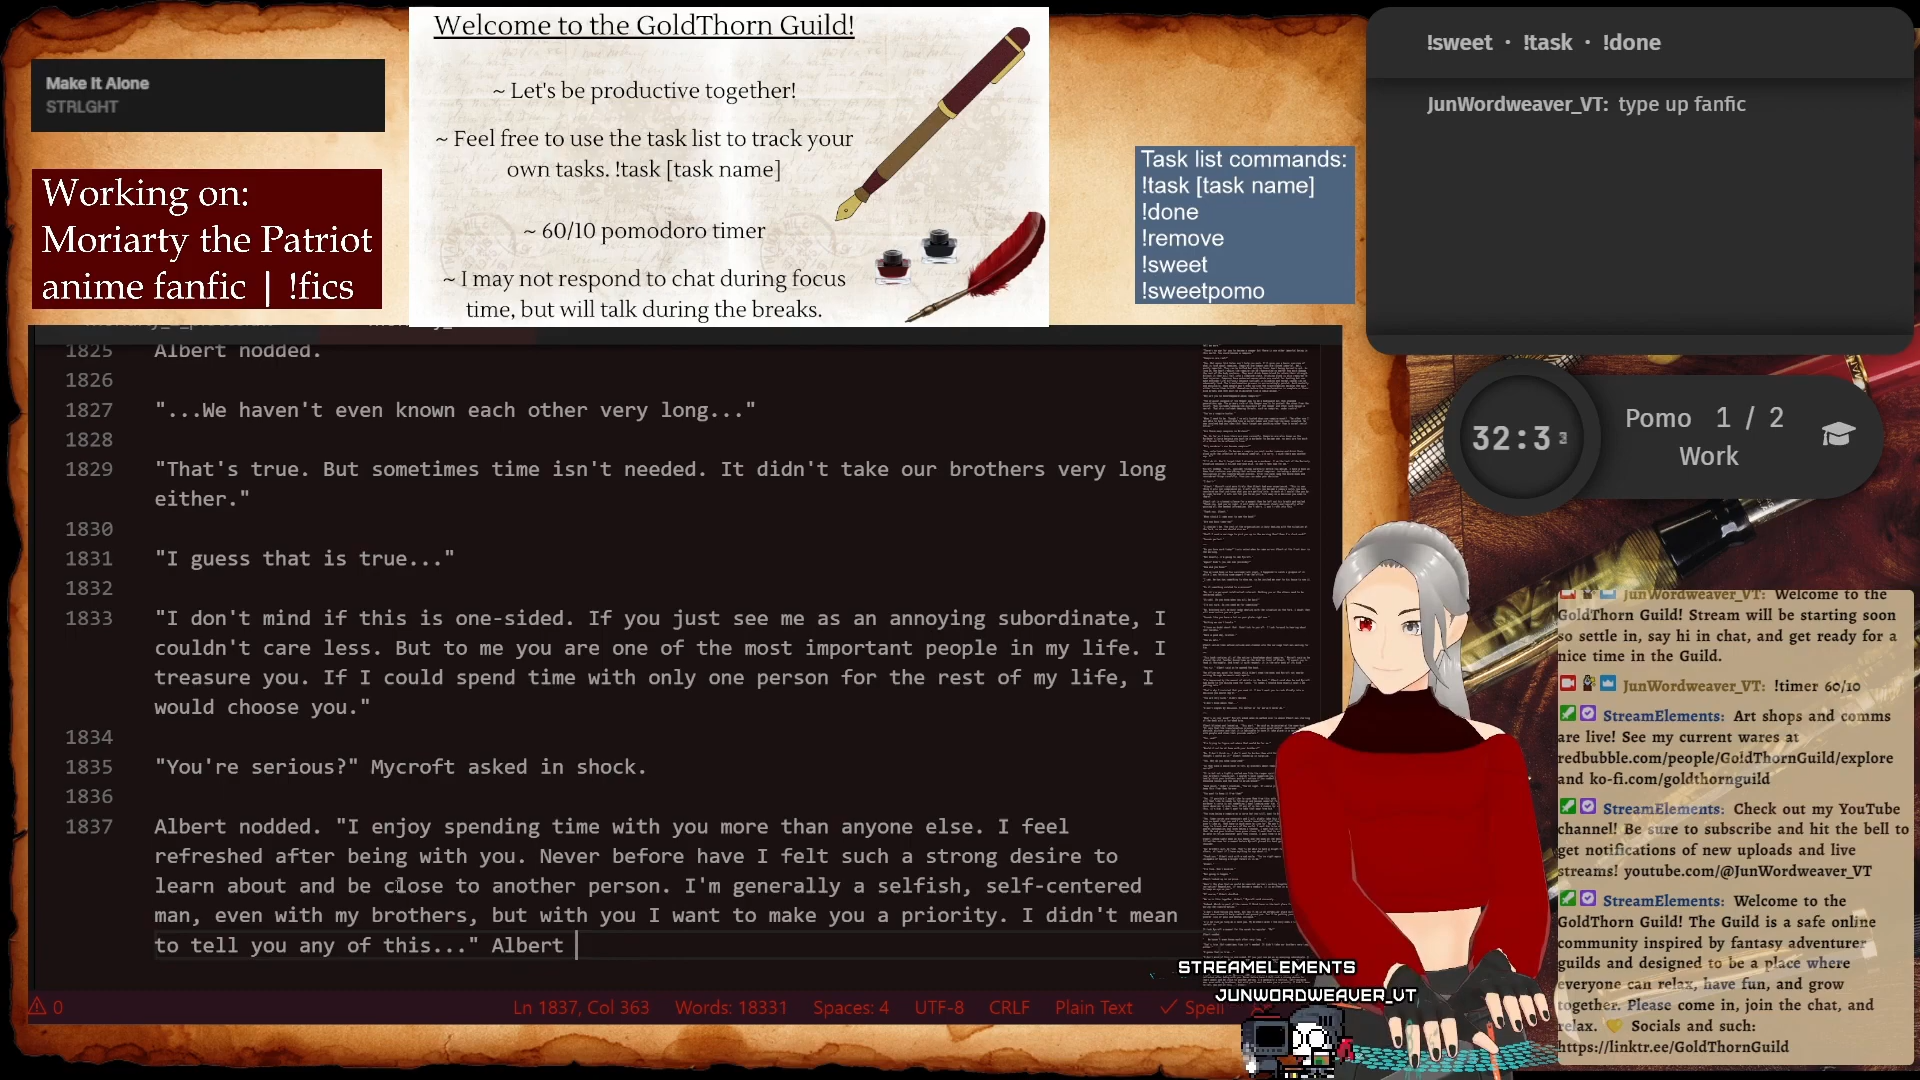 Make It Alone
STRLGHT
Working on:
Moriarty the Patriot
anime fanfic | !fics
Welcome to the GoldThorn Guild!
~ Let's be productive together!
~ Feel free to use the task list to track your
own tasks. !task [task name]
~ 60/10 pomodoro timer
~ I may not respond to chat during focus
time, but will talk during the breaks.
Task list commands:
!task [task name]
!done
!remove
!sweet
!sweetpomo
!sweet · !task · !done
JunWordweaver_VT: type up fanfic
32:3
Pomo 1 / 2
Work
1825 Albert nodded.
1826
1827 "...We haven't even known each other very long..."
1828
1829 "That's true. But sometimes time isn't needed. It didn't take our brothers very long
either."
1830
1831 "I guess that is true..."
1832
1833 "I don't mind if this is one-sided. If you just see me as an annoying subordinate, I
couldn't care less. But to me you are one of the most important people in my life. I
treasure you. If I could spend time with only one person for the rest of my life, I
would choose you."
1834
1835 "You're serious?" Mycroft asked in shock.
1836
1837 Albert nodded. "I enjoy spending time with you more than anyone else. I feel
refreshed after being with you. Never before have I felt such a strong desire to
learn about and be close to another person. I'm generally a selfish, self-centered
man, even with my brothers, but with you I want to make you a priority. I didn't mean
to tell you any of this..." Albert
0
Ln 1837, Col 363 Words: 18331 Spaces: 4 UTF-8 CRLF Plain Text Spell
STREAMELEMENTS
JUNWORDWEAVER_VT
JunWordweaver_VT: Welcome to the
GoldThorn Guild! Stream will be starting soon
so settle in, say hi in chat, and get ready for a
nice time in the Guild.
JunWordweaver_VT: !timer 60/10
StreamElements: Art shops and comms
are live! See my current wares at
redbubble.com/people/GoldThornGuild/explore
and ko-fi.com/goldthornguild
StreamElements: Check out my YouTube
channel! Be sure to subscribe and hit the bell to
get notifications of new uploads and live
streams! youtube.com/@JunWordweaver_VT
StreamElements: Welcome to the
GoldThorn Guild! The Guild is a safe online
community inspired by fantasy adventurer
guilds and designed to be a place where
everyone can relax, have fun, and grow
together. Please come in, join the chat, and
relax. 💛 Socials and such:
https://linktr.ee/GoldThornGuild